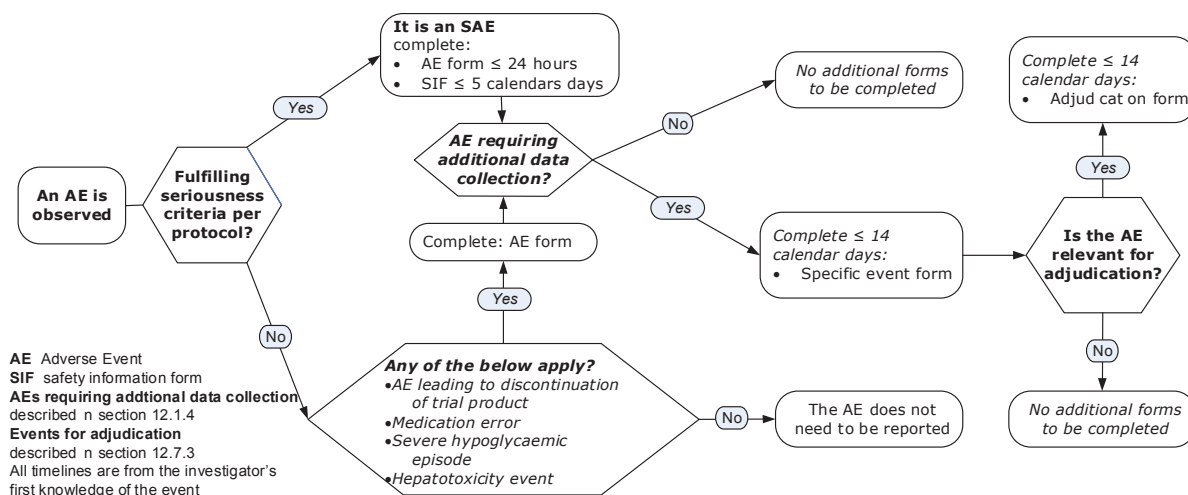 It is an SAE
complete:
• AE form ≤ 24 hours
• SIF ≤ 5 calendars days
Yes
An AE is
observed
Fulfilling
seriousness
criteria per
protocol?
No
AE requiring
additional data
collection?
Complete: AE form
Yes
Any of the below apply?
•AE leading to discontinuation
of trial product
•Medication error
•Severe hypoglycaemic
episode
•Hepatotoxicity event
No
The AE does not
need to be reported
No
No additional forms
to be completed
Yes
Complete ≤ 14
calendar days:
• Specific event form
Is the AE
relevant for
adjudication?
Yes
Complete ≤ 14
calendar days:
• Adjud cat on form
No
No additional forms
to be completed
AE Adverse Event
SIF safety information form
AEs requiring addtional data collection
described n section 12.1.4
Events for adjudication
described n section 12.7.3
All timelines are from the investigator's
first knowledge of the event